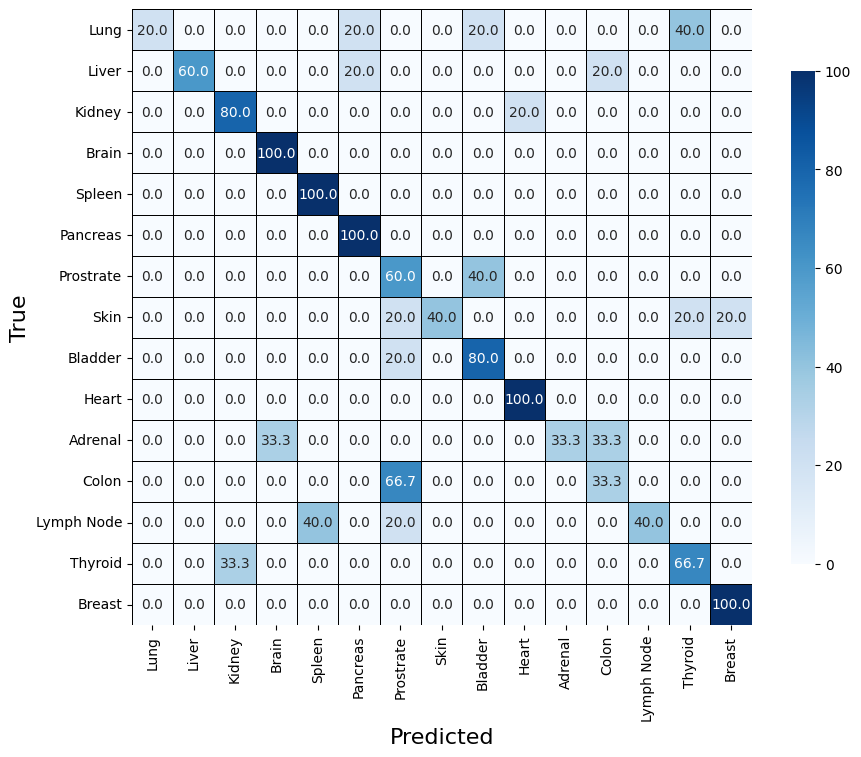 Lung 20.0 0.0 0.0 0.0 0.0 20.0 0.0 0.0 20.0 0.0 0.0 0.0 0.0 40.0 0.0
Liver 0.0 60.0 0.0 0.0 0.0 20.0 0.0 0.0 0.0 0.0 0.0 20.0 0.0 0.0 0.0
Kidney 0.0 0.0 80.0 0.0 0.0 0.0 0.0 0.0 0.0 20.0 0.0 0.0 0.0 0.0 0.0
Brain 0.0 0.0 0.0 100.0 0.0 0.0 0.0 0.0 0.0 0.0 0.0 0.0 0.0 0.0 0.0
Spleen 0.0 0.0 0.0 0.0 100.0 0.0 0.0 0.0 0.0 0.0 0.0 0.0 0.0 0.0 0.0
Pancreas 0.0 0.0 0.0 0.0 0.0 100.0 0.0 0.0 0.0 0.0 0.0 0.0 0.0 0.0 0.0
Prostrate 0.0 0.0 0.0 0.0 0.0 0.0 60.0 0.0 40.0 0.0 0.0 0.0 0.0 0.0 0.0
Skin 0.0 0.0 0.0 0.0 0.0 0.0 20.0 40.0 0.0 0.0 0.0 0.0 0.0 20.0 20.0
Bladder 0.0 0.0 0.0 0.0 0.0 0.0 20.0 0.0 80.0 0.0 0.0 0.0 0.0 0.0 0.0
Heart 0.0 0.0 0.0 0.0 0.0 0.0 0.0 0.0 0.0 100.0 0.0 0.0 0.0 0.0 0.0
Adrenal 0.0 0.0 0.0 33.3 0.0 0.0 0.0 0.0 0.0 0.0 33.3 33.3 0.0 0.0 0.0
Colon 0.0 0.0 0.0 0.0 0.0 0.0 66.7 0.0 0.0 0.0 0.0 33.3 0.0 0.0 0.0
Lymph Node 0.0 0.0 0.0 0.0 40.0 0.0 20.0 0.0 0.0 0.0 0.0 0.0 40.0 0.0 0.0
Thyroid 0.0 0.0 33.3 0.0 0.0 0.0 0.0 0.0 0.0 0.0 0.0 0.0 0.0 66.7 0.0
Breast 0.0 0.0 0.0 0.0 0.0 0.0 0.0 0.0 0.0 0.0 0.0 0.0 0.0 0.0 100.0
True
Lung Liver Kidney Brain Spleen Pancreas Prostrate Skin Bladder Heart Adrenal Colon Lymph Node Thyroid Breast
Predicted
100
80
60
40
20
0